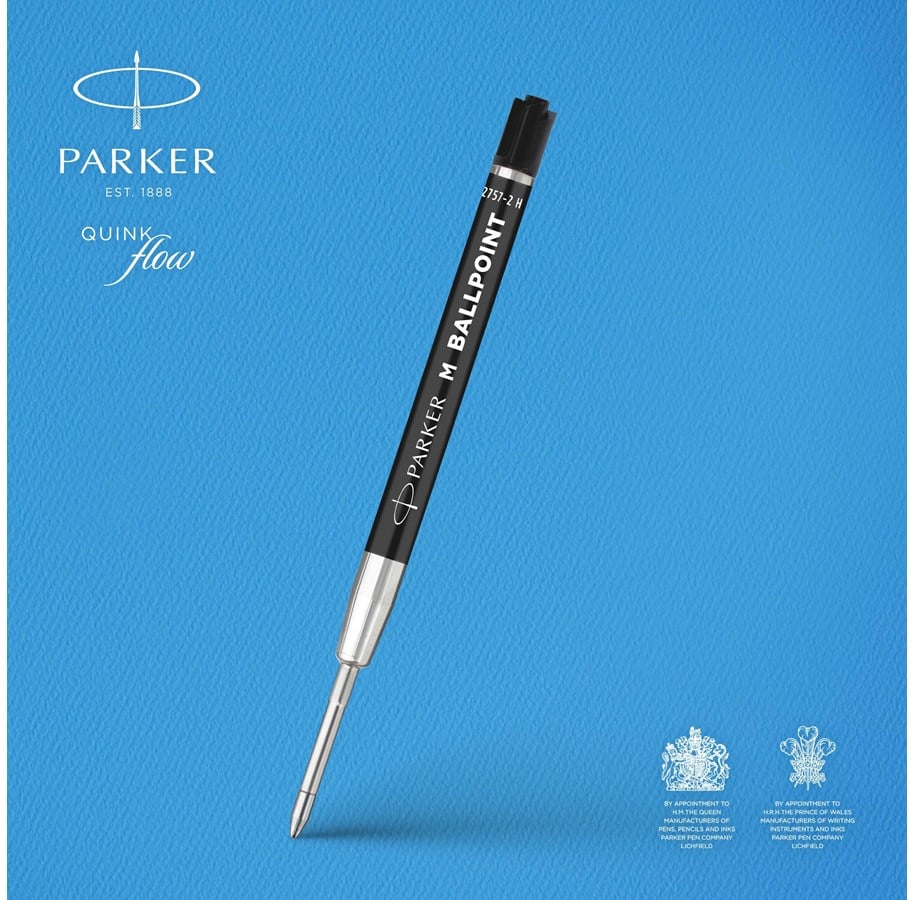 PARKER
EST. 1888
QUINK
flow
2757-2 H
PARKER M BALLPOINT
BY APPOINTMENT TO
H.M.THE QUEEN
MANUFACTURERS OF
PENS, PENCILS AND INKS
PARKER PEN COMPANY
LICHFIELD
BY APPOINTMENT TO
H.R.H.THE PRINCE OF WALES
MANUFACTURERS OF WRITING
INSTRUMENTS AND INKS
PARKER PEN COMPANY
LICHFIELD